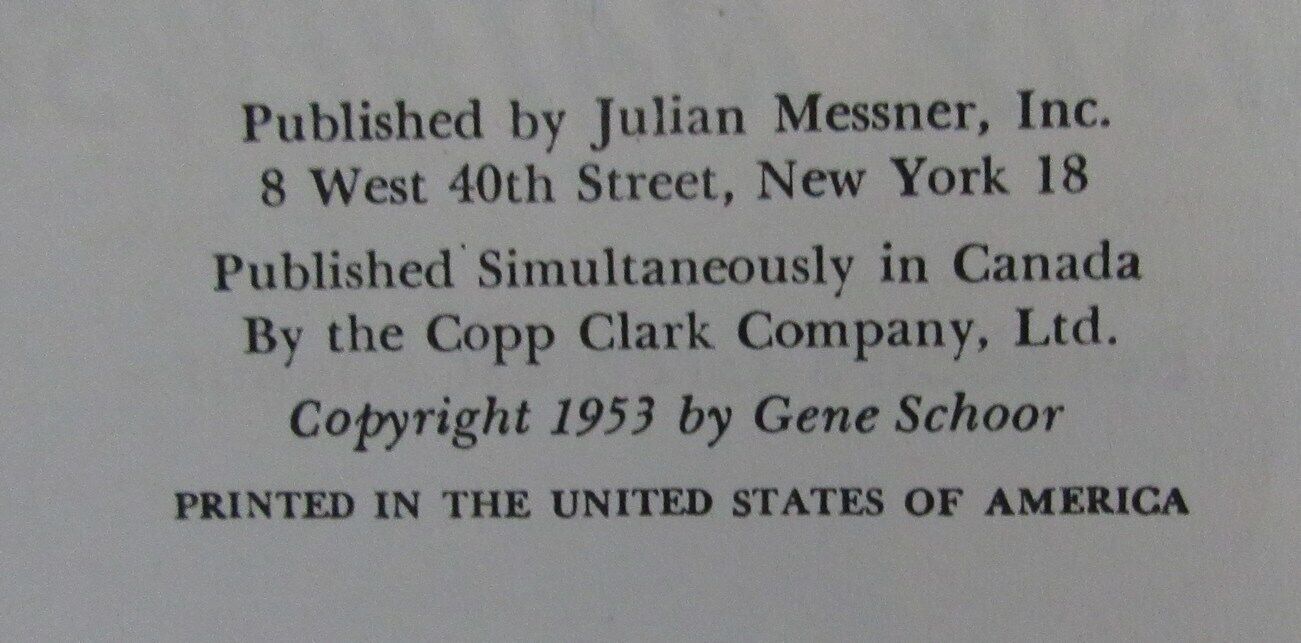 Published by Julian Messner, Inc.
8 West 40th Street, New York 18
Published Simultaneously in Canada
By the Copp Clark Company, Ltd.
Copyright 1953 by Gene Schoor
PRINTED IN THE UNITED STATES OF AMERICA